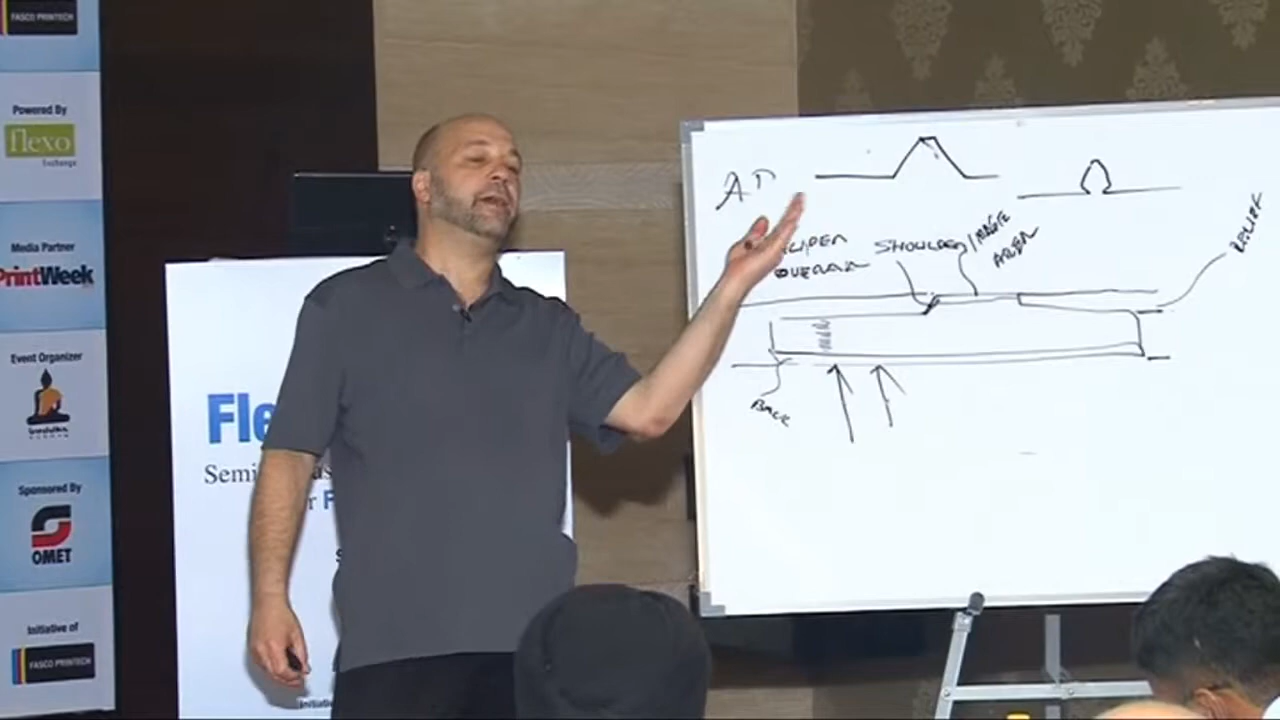 FASCO PRINTECH
Powered By
flexo
Exchange
Media Partner
PrintWeek
Event Organizer
Sponsored By
OMET
Initiative of
FASCO PRINTECH
Fle
Semi
r F
SHOULDER / IMAGE
AREA
RELIEF
BACK